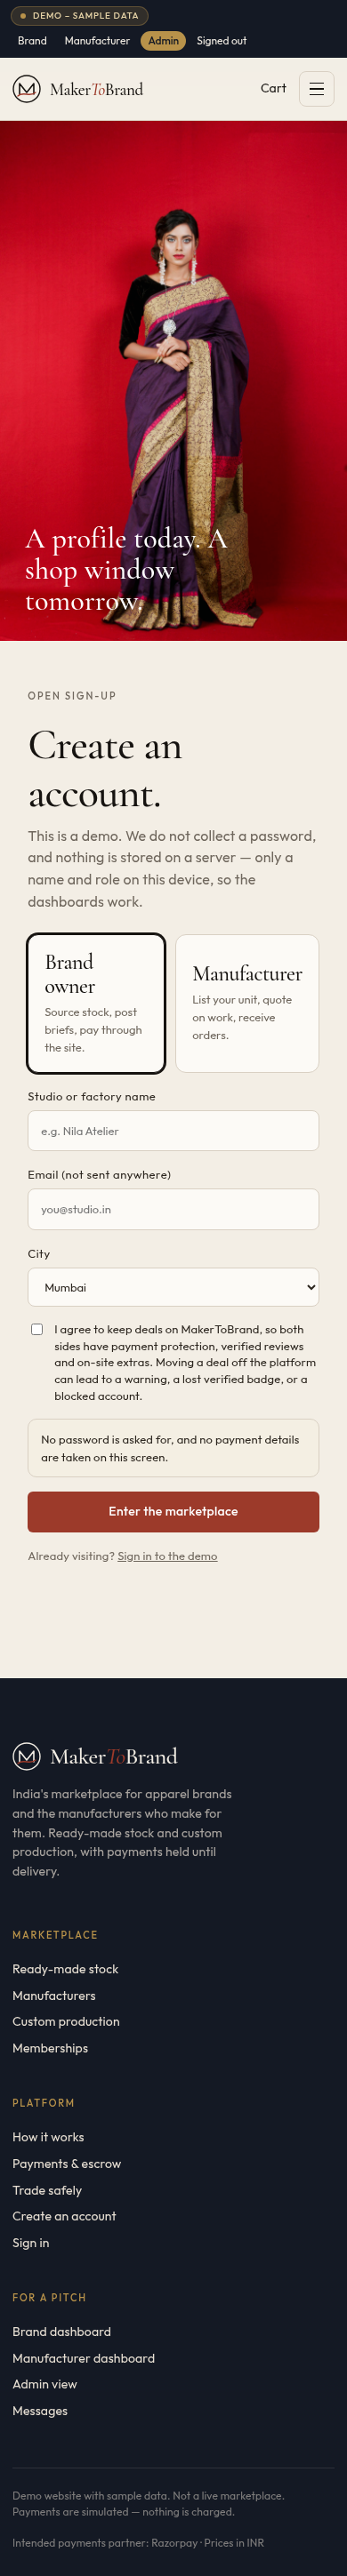 DEMO – SAMPLE DATA
Brand Manufacturer Admin Signed out
MakerToBrand Cart
A profile today. A
shop window
tomorrow.
OPEN SIGN-UP
Create an
account.
This is a demo. We do not collect a password,
and nothing is stored on a server — only a
name and role on this device, so the
dashboards work.
Brand
owner
Source stock, post
briefs, pay through
the site.
Manufacturer
List your unit, quote
on work, receive
orders.
Studio or factory name
e.g. Nila Atelier
Email (not sent anywhere)
you@studio.in
City
Mumbai
I agree to keep deals on MakerToBrand, so both
sides have payment protection, verified reviews
and on-site extras. Moving a deal off the platform
can lead to a warning, a lost verified badge, or a
blocked account.
No password is asked for, and no payment details
are taken on this screen.
Enter the marketplace
Already visiting? Sign in to the demo
MakerToBrand
India's marketplace for apparel brands
and the manufacturers who make for
them. Ready-made stock and custom
production, with payments held until
delivery.
MARKETPLACE
Ready-made stock
Manufacturers
Custom production
Memberships
PLATFORM
How it works
Payments & escrow
Trade safely
Create an account
Sign in
FOR A PITCH
Brand dashboard
Manufacturer dashboard
Admin view
Messages
Demo website with sample data. Not a live marketplace.
Payments are simulated — nothing is charged.
Intended payments partner: Razorpay · Prices in INR